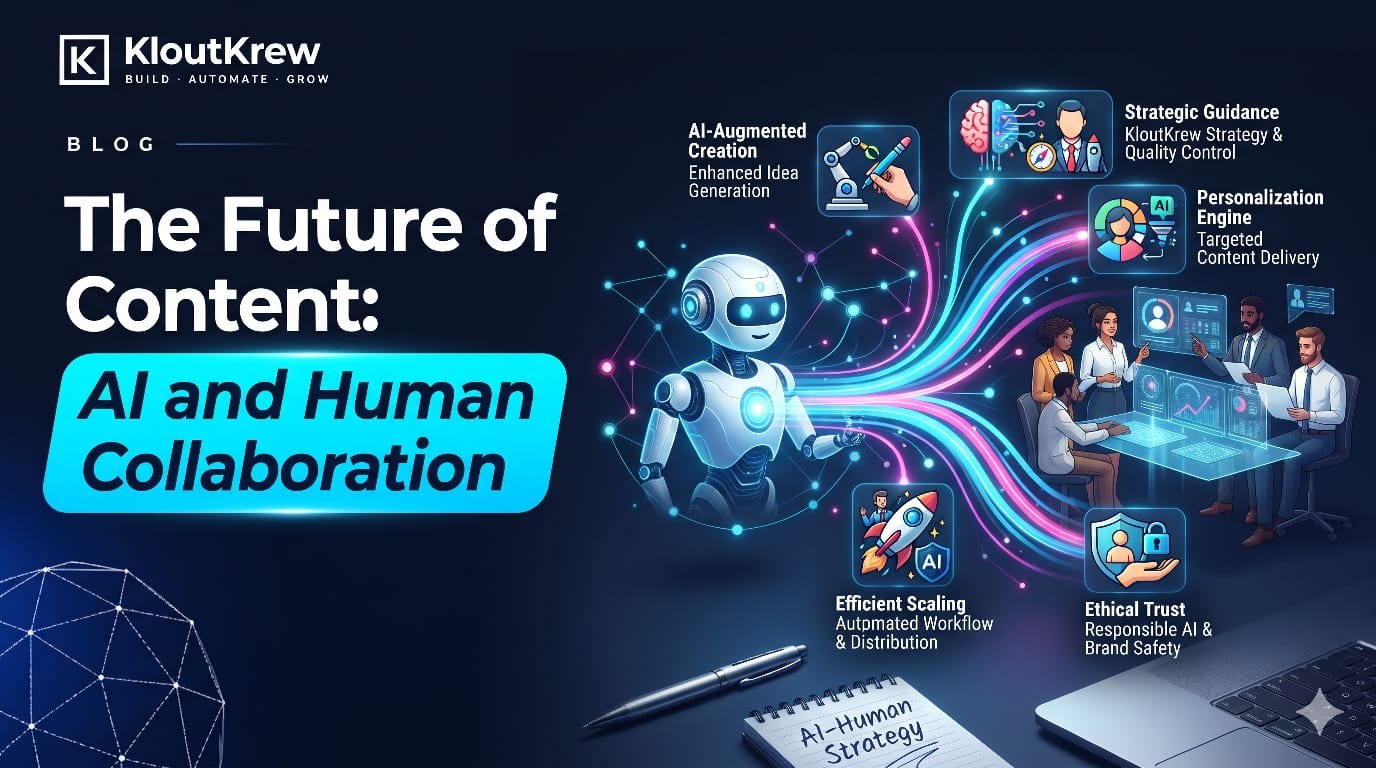 K
KloutKrew
BUILD · AUTOMATE · GROW
BLOG
The Future of
Content:
AI and Human
Collaboration
AI-Augmented
Creation
Enhanced Idea
Generation
Strategic Guidance
KloutKrew Strategy &
Quality Control
AI
Personalization
Engine
Targeted
Content Delivery
AI
Efficient Scaling
Autpmated Workflow
& Distribution
Ethical Trust
Responsible AI &
Brand Safety
AI-Human
Strategy